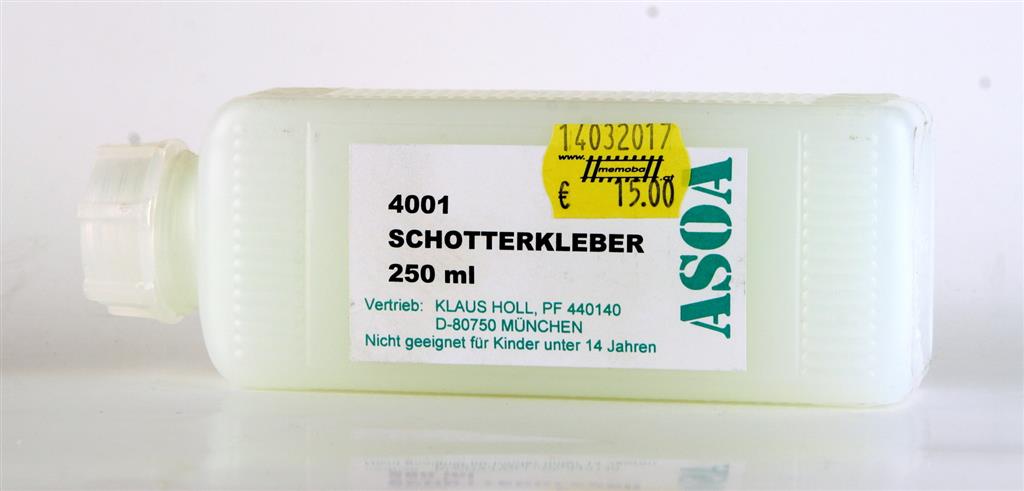 14032017
www.
memoba
.at
€ 15.00
4001
SCHOTTERKLEBER
250 ml
Vertrieb: KLAUS HOLL, PF 440140
D-80750 MÜNCHEN
Nicht geeignet für Kinder unter 14 Jahren
ASOA